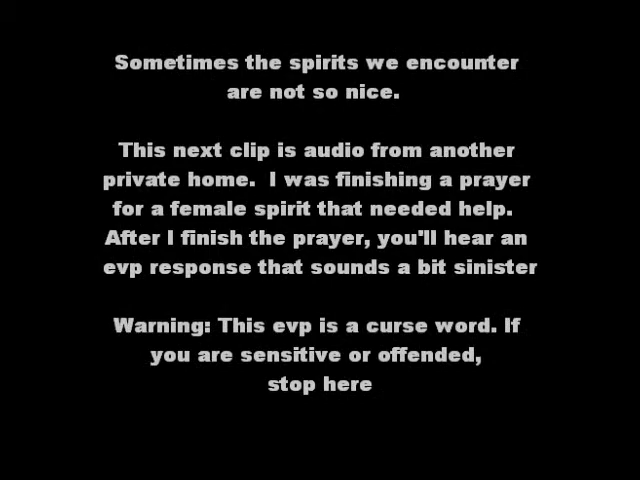 Sometimes the spirits we encounter
are not so nice.
This next clip is audio from another
private home.  I was finishing a prayer
for a female spirit that needed help.
After I finish the prayer, you'll hear an
evp response that sounds a bit sinister
Warning: This evp is a curse word. If
you are sensitive or offended,
stop here